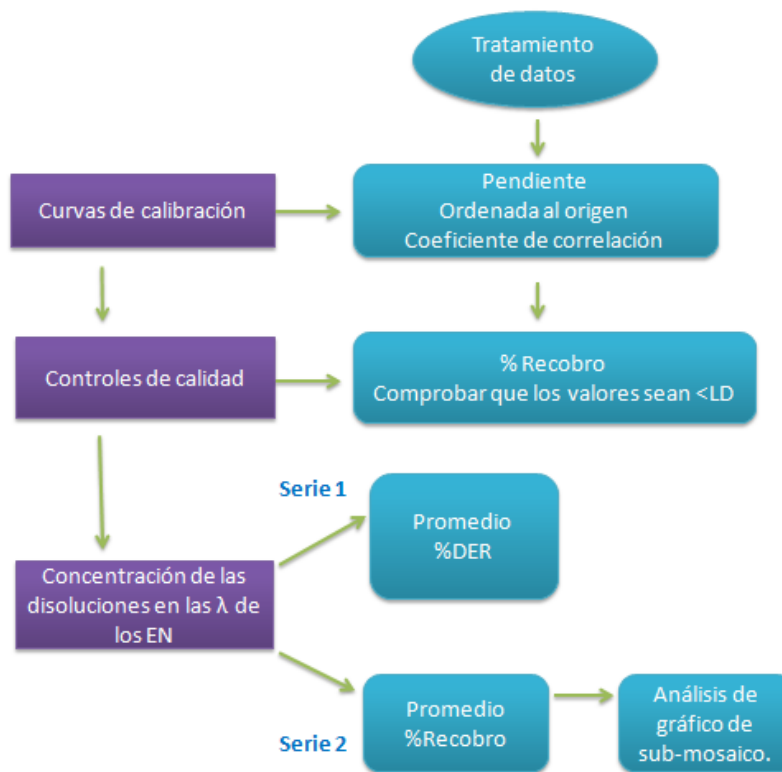 Tratamiento
de datos
Curvas de calibración
Pendiente
Ordenada al origen
Coeficiente de correlación
Controles de calidad
% Recobro
Comprobar que los valores sean <LD
Serie 1
Promedio
%DER
Concentración de las
disoluciones en las λ de
los EN
Serie 2
Promedio
%Recobro
Análisis de
gráfico de
sub-mosaico.